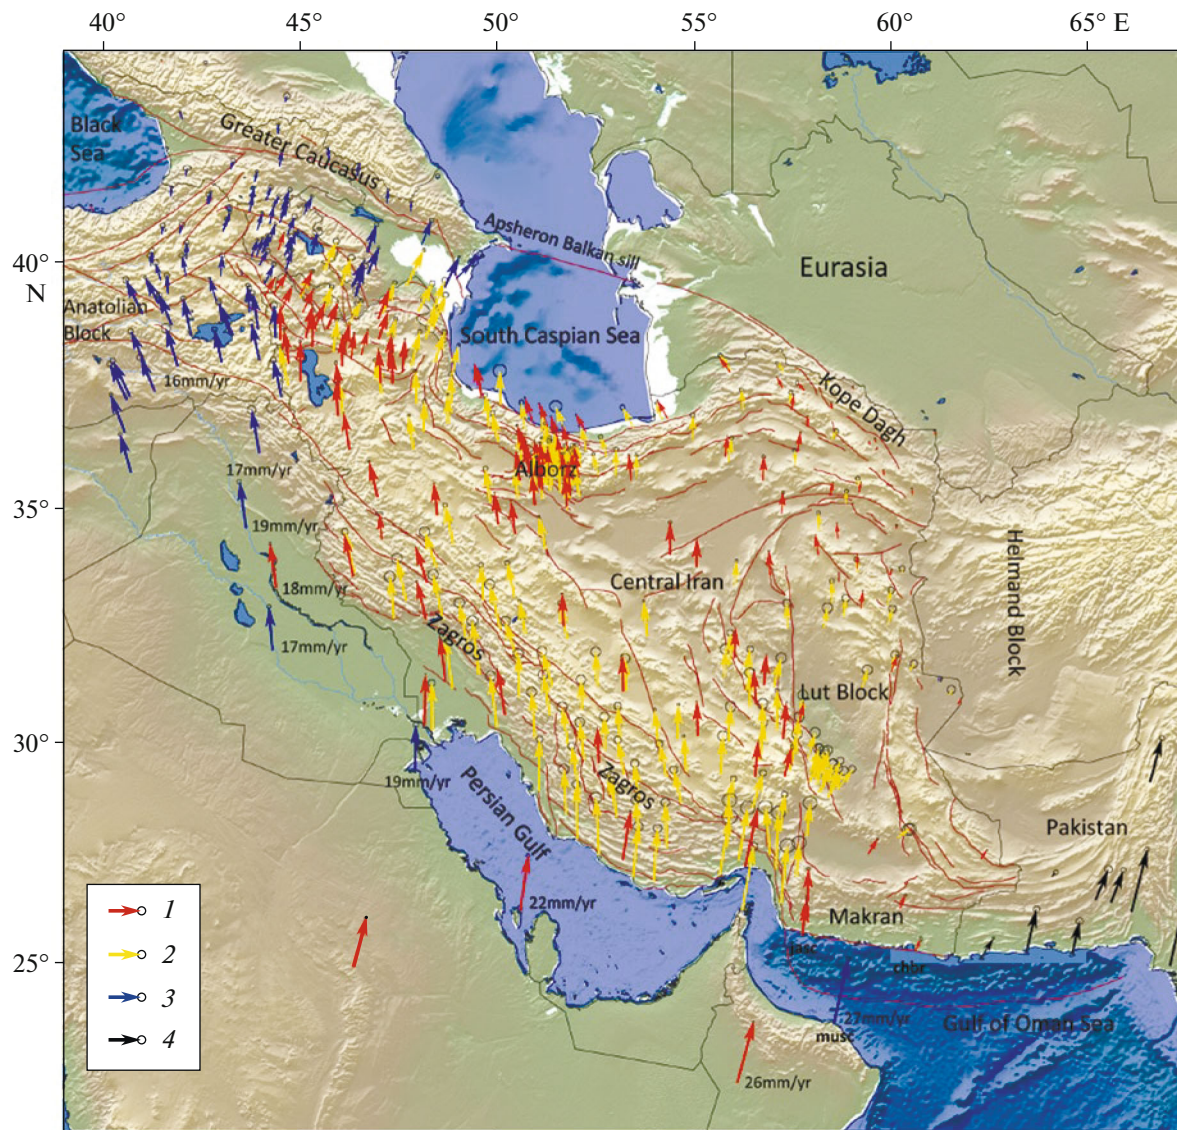 40° 45° 50° 55° 60° 65° E
Black
Sea
Greater Caucasus
Apsheron Balkan sill
40°
N
Eurasia
Anatolian
Block
South Caspian Sea
16mm/yr
Kope Dagh
17mm/yr
Alborz
35°
19mm/yr
Helmand Block
18mm/yr
Central Iran
Zagros
17mm/yr
Lut Block
30°
19mm/yr
Persian Gulf
Zagros
Pakistan
1
22mm/yr
Makran
2
jasc
25°
chbr
3
27mm/yr
Gulf of Oman Sea
musc
4
26mm/yr